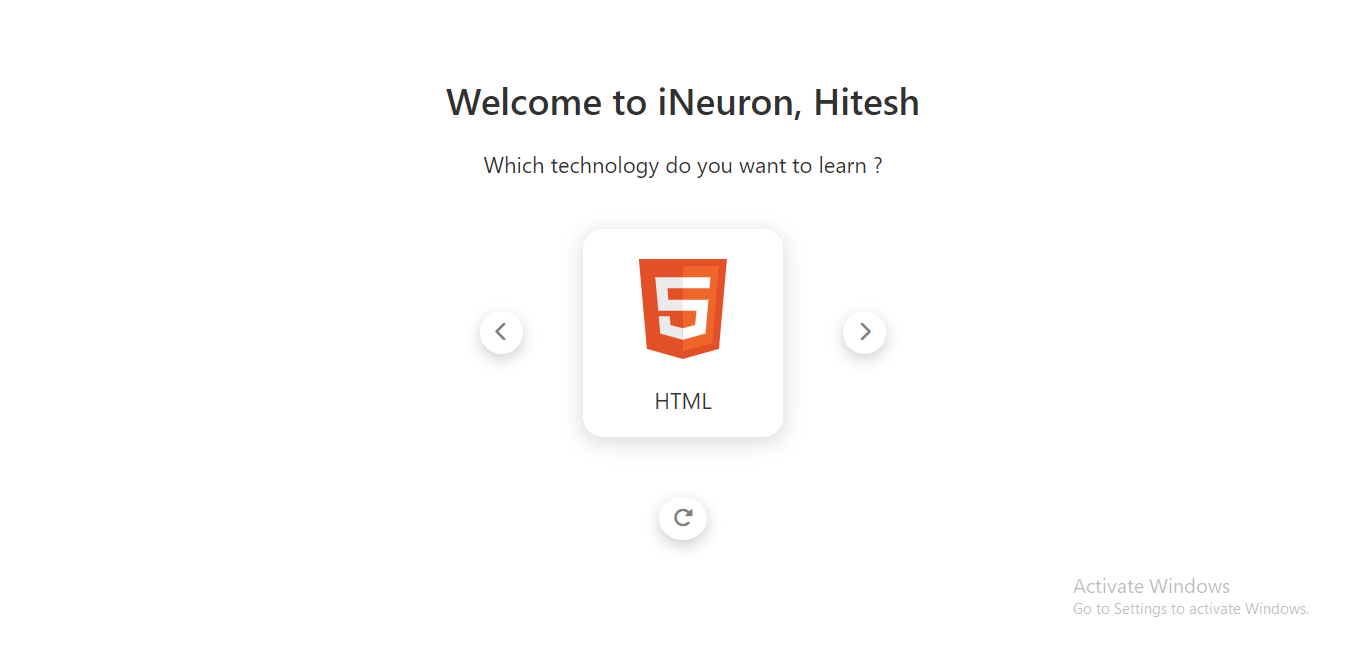 Welcome to iNeuron, Hitesh
Which technology do you want to learn ?
5
HTML
Activate Windows
Go to Settings to activate Windows.